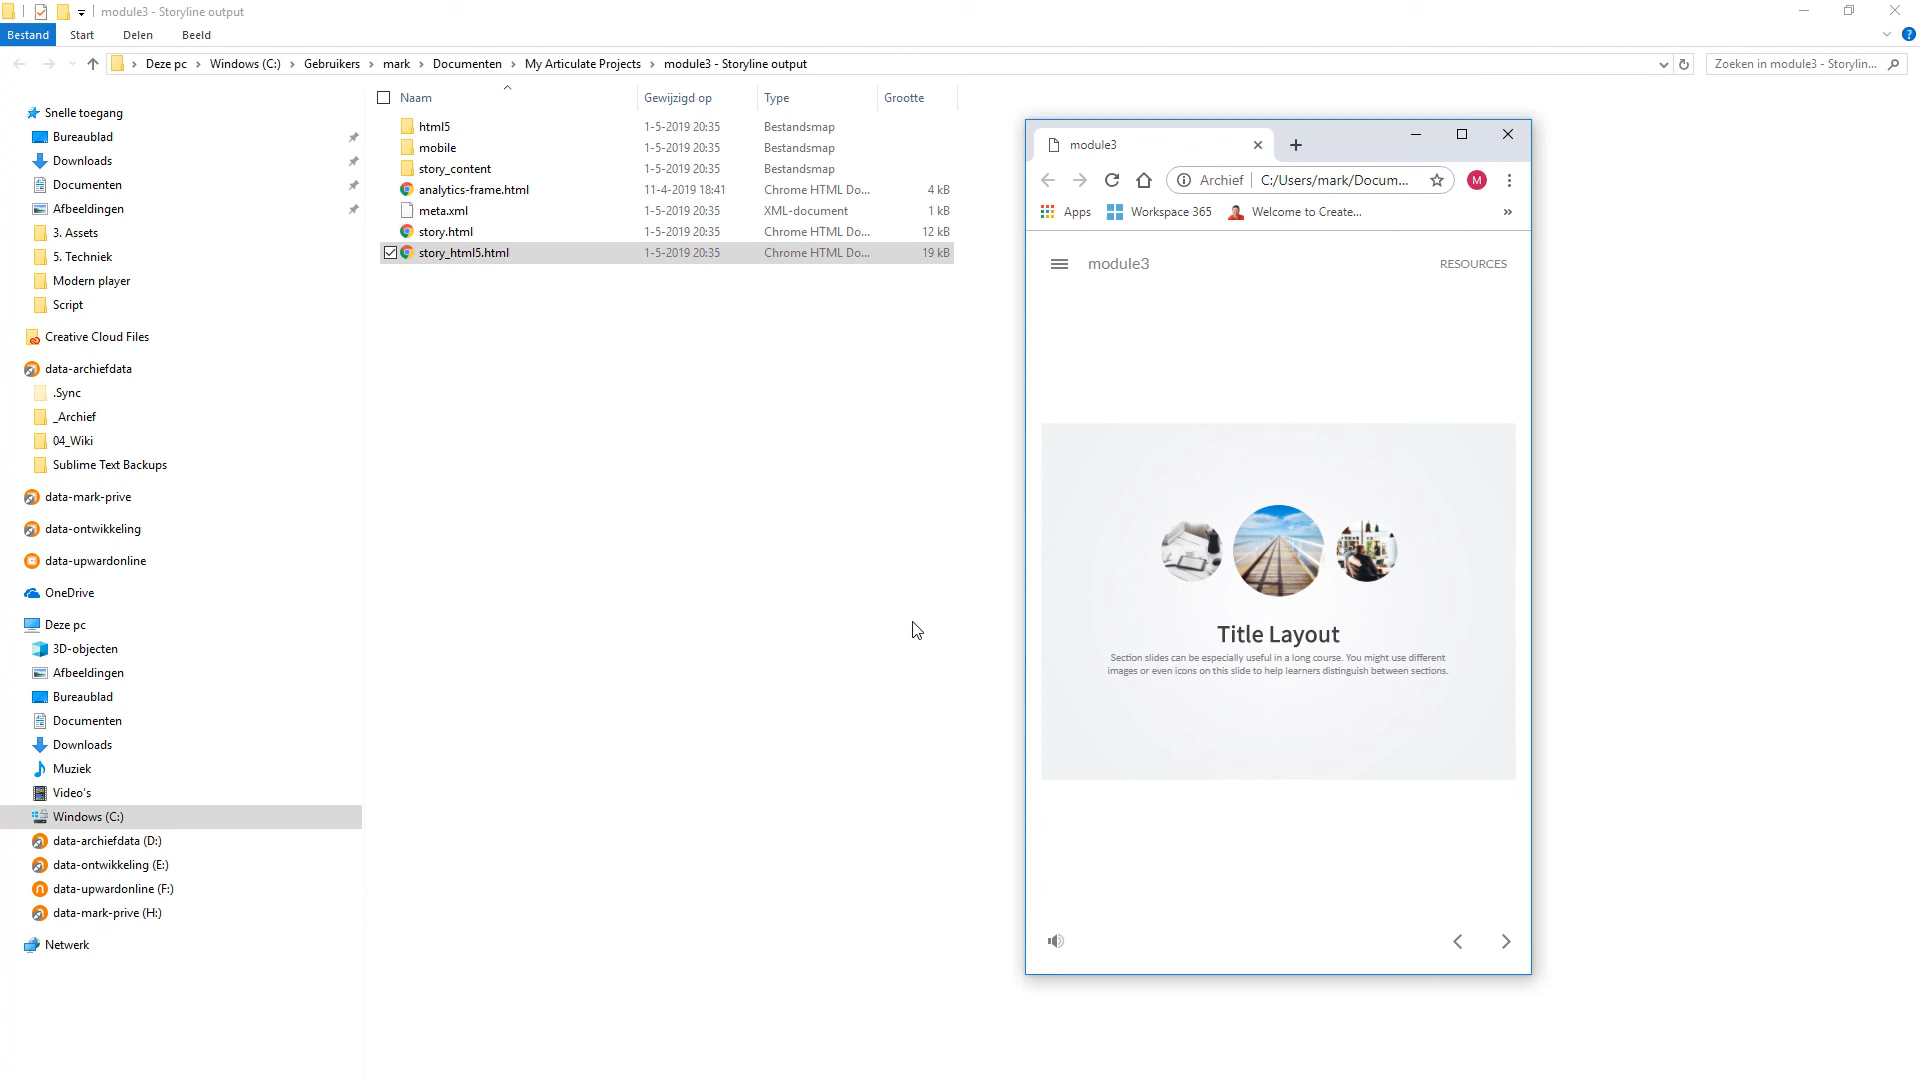 module3 - Storyline output
Bestand Start Delen Beeld
Deze pc Windows (C:) Gebruikers mark Documenten My Articulate Projects module3 - Storyline output
Zoeken in module3 - Storylin...
Snelle toegang
Bureaublad
Downloads
Documenten
Afbeeldingen
3. Assets
5. Techniek
Modern player
Script
Creative Cloud Files
data-archiefdata
.Sync
_Archief
04_Wiki
Sublime Text Backups
data-mark-prive
data-ontwikkeling
data-upwardonline
OneDrive
Deze pc
3D-objecten
Afbeeldingen
Bureaublad
Documenten
Downloads
Muziek
Video's
Windows (C:)
data-archiefdata (D:)
data-ontwikkeling (E:)
data-upwardonline (F:)
data-mark-prive (H:)
Netwerk
Naam Gewijzigd op Type Grootte
html5 1-5-2019 20:35 Bestandsmap
mobile 1-5-2019 20:35 Bestandsmap
story_content 1-5-2019 20:35 Bestandsmap
analytics-frame.html 11-4-2019 18:41 Chrome HTML Do... 4 kB
meta.xml 1-5-2019 20:35 XML-document 1 kB
story.html 1-5-2019 20:35 Chrome HTML Do... 12 kB
story_html5.html 1-5-2019 20:35 Chrome HTML Do... 19 kB
module3
Archief C:/Users/mark/Docum... M
Apps Workspace 365 Welcome to Create... »
module3 RESOURCES
Title Layout
Section slides can be especially useful in a long course. You might use different
images or even icons on this slide to help learners distinguish between sections.